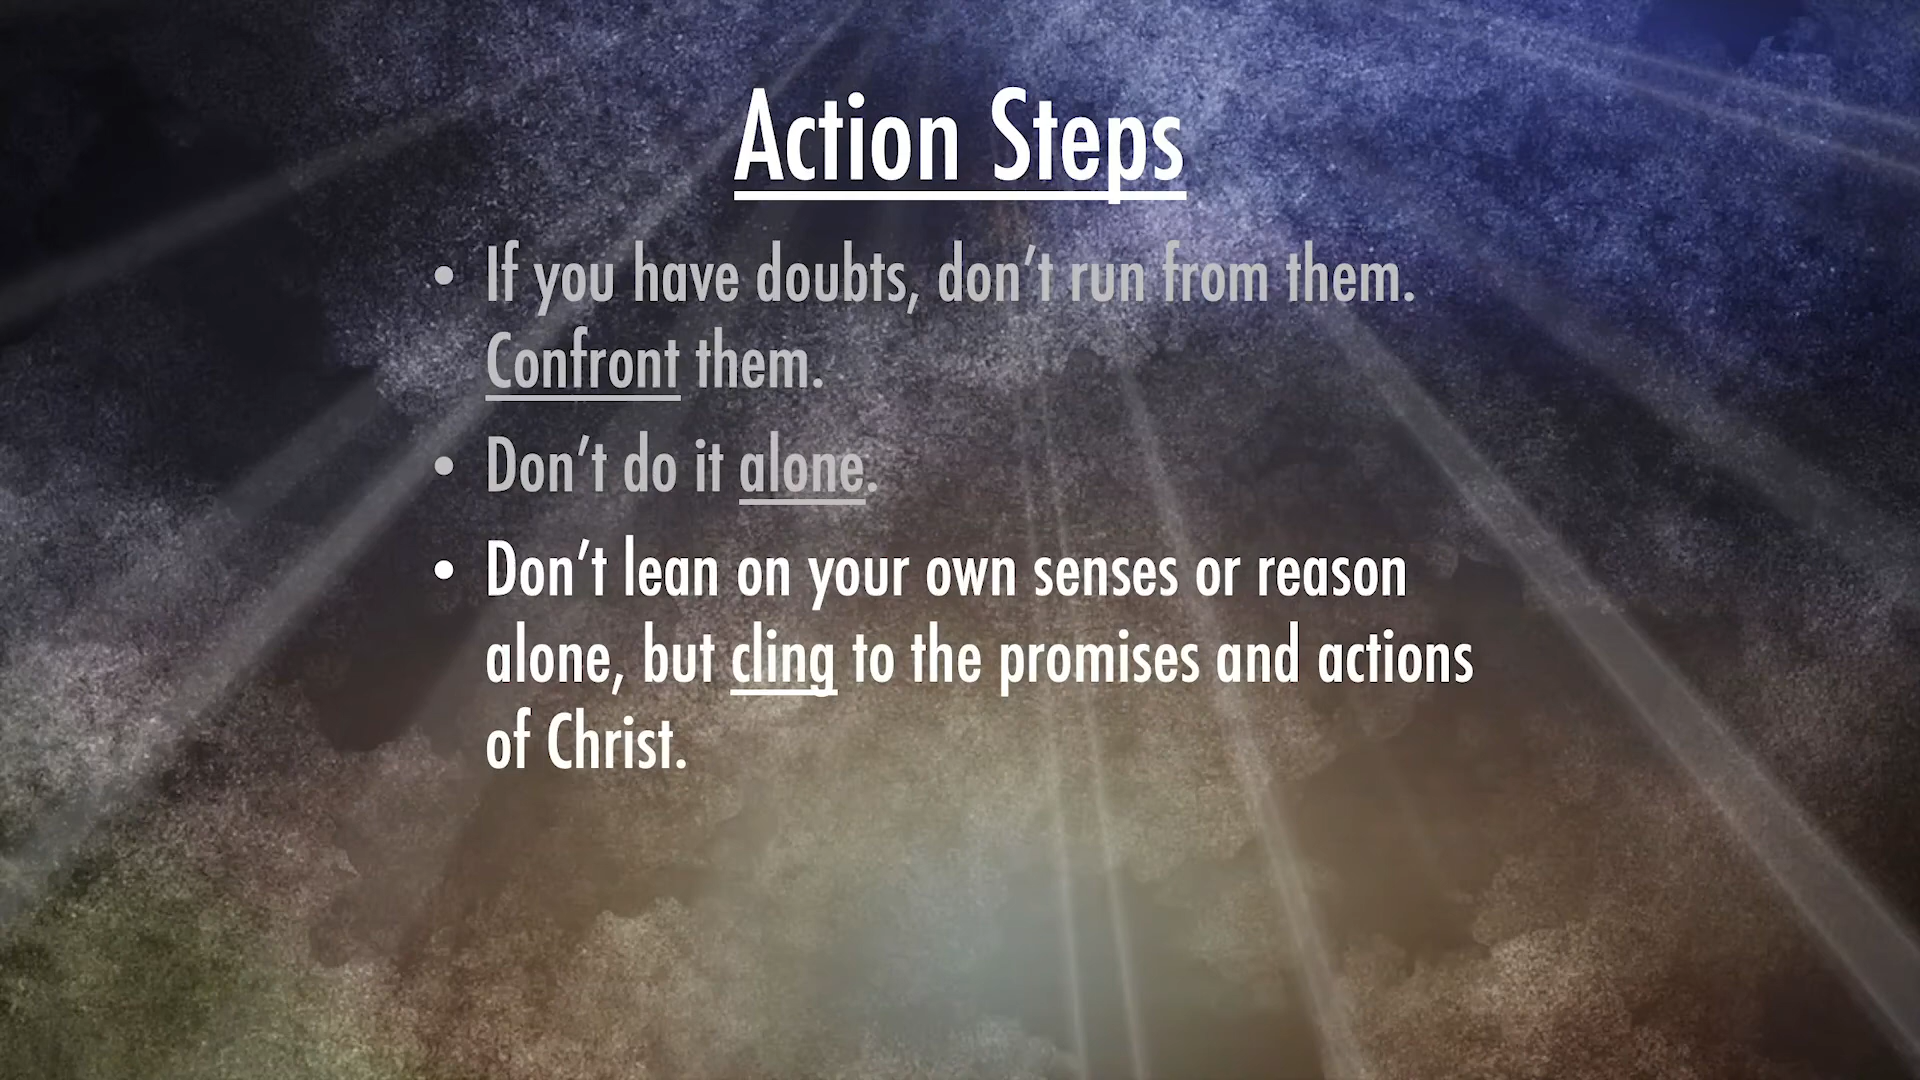 Action Steps
• If you have doubts, don’t run from them.
Confront them.
• Don’t do it alone.
• Don’t lean on your own senses or reason
alone, but cling to the promises and actions
of Christ.